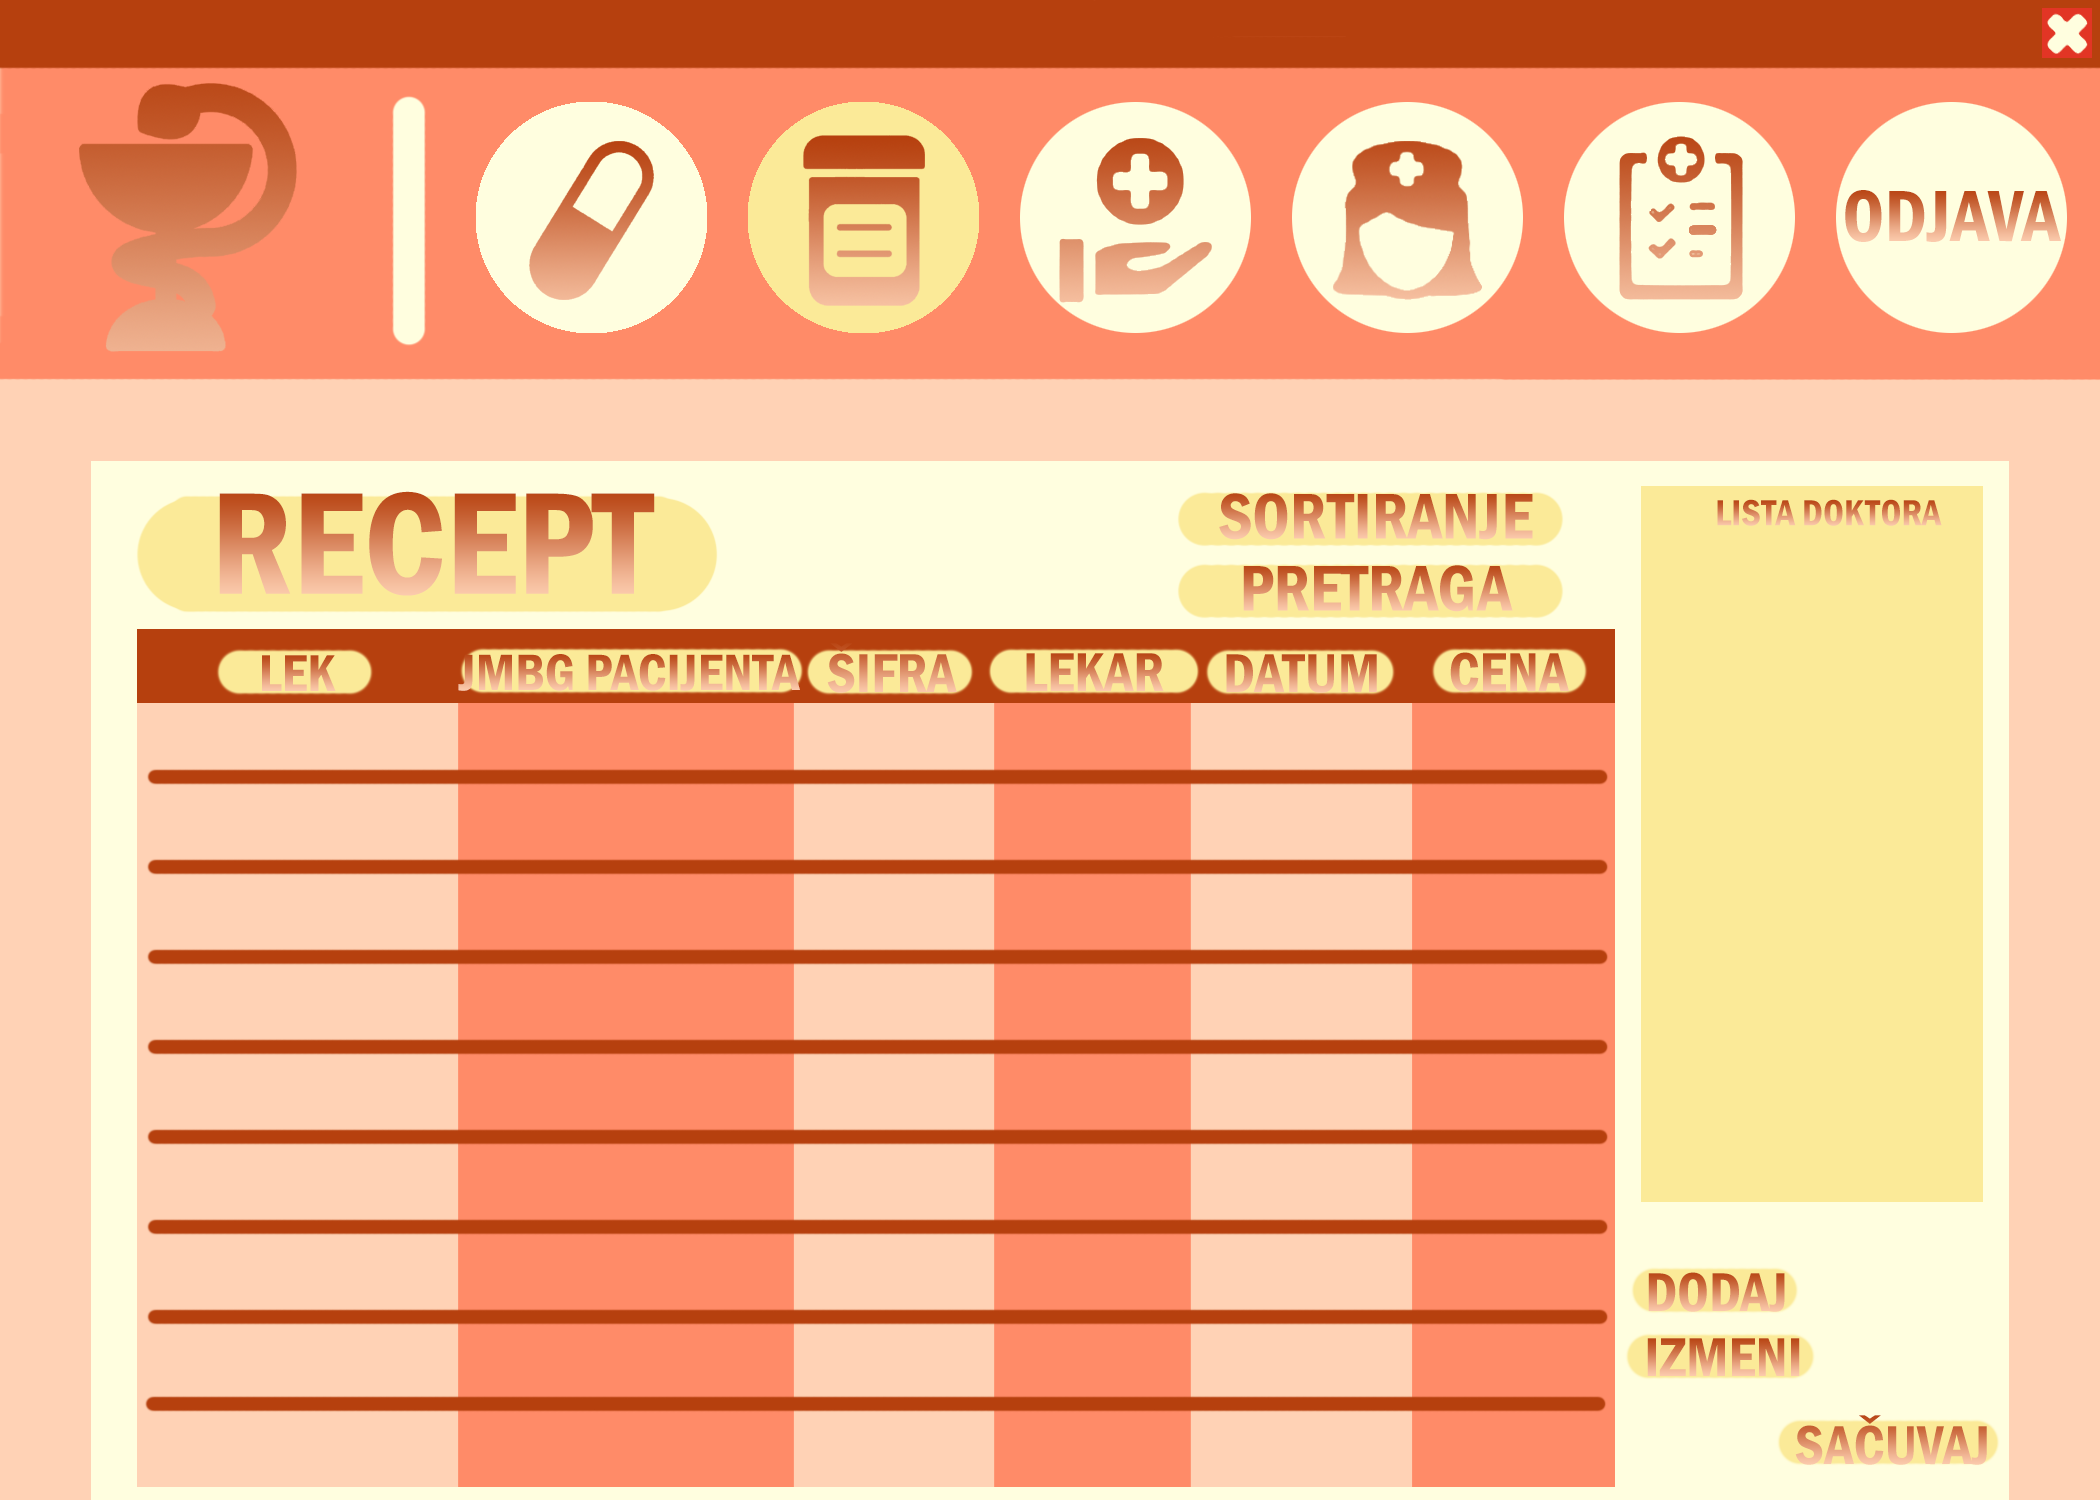 ODJAVA
RECEPT
SORTIRANJE
PRETRAGA
LISTA DOKTORA
LEK JMBG PACIJENTA ŠIFRA LEKAR DATUM CENA
DODAJ
IZMENI
SAČUVAJ